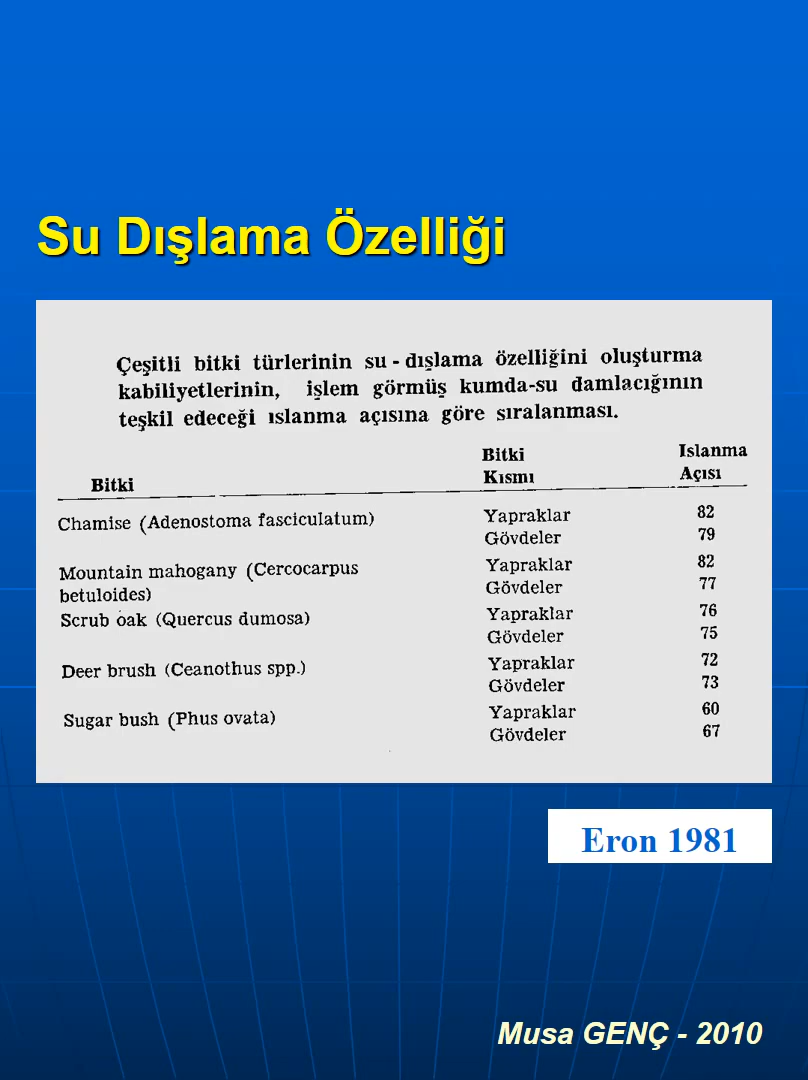 Su Dışlama Özelliği
Çeşitli bitki türlerinin su - dışlama özelliğini oluşturma
kabiliyetlerinin, işlem görmüş kumda-su damlacığının
teşkil edeceği ıslanma açısına göre sıralanması.
Bitki Islanma
Bitki Kısmı Açısı
Chamise (Adenostoma fasciculatum) Yapraklar 82
Gövdeler 79
Mountain mahogany (Cercocarpus Yapraklar 82
betuloides) Gövdeler 77
Scrub oak (Quercus dumosa) Yapraklar 76
Gövdeler 75
Deer brush (Ceanothus spp.) Yapraklar 72
Gövdeler 73
Sugar bush (Phus ovata) Yapraklar 60
Gövdeler 67
Eron 1981
Musa GENÇ - 2010